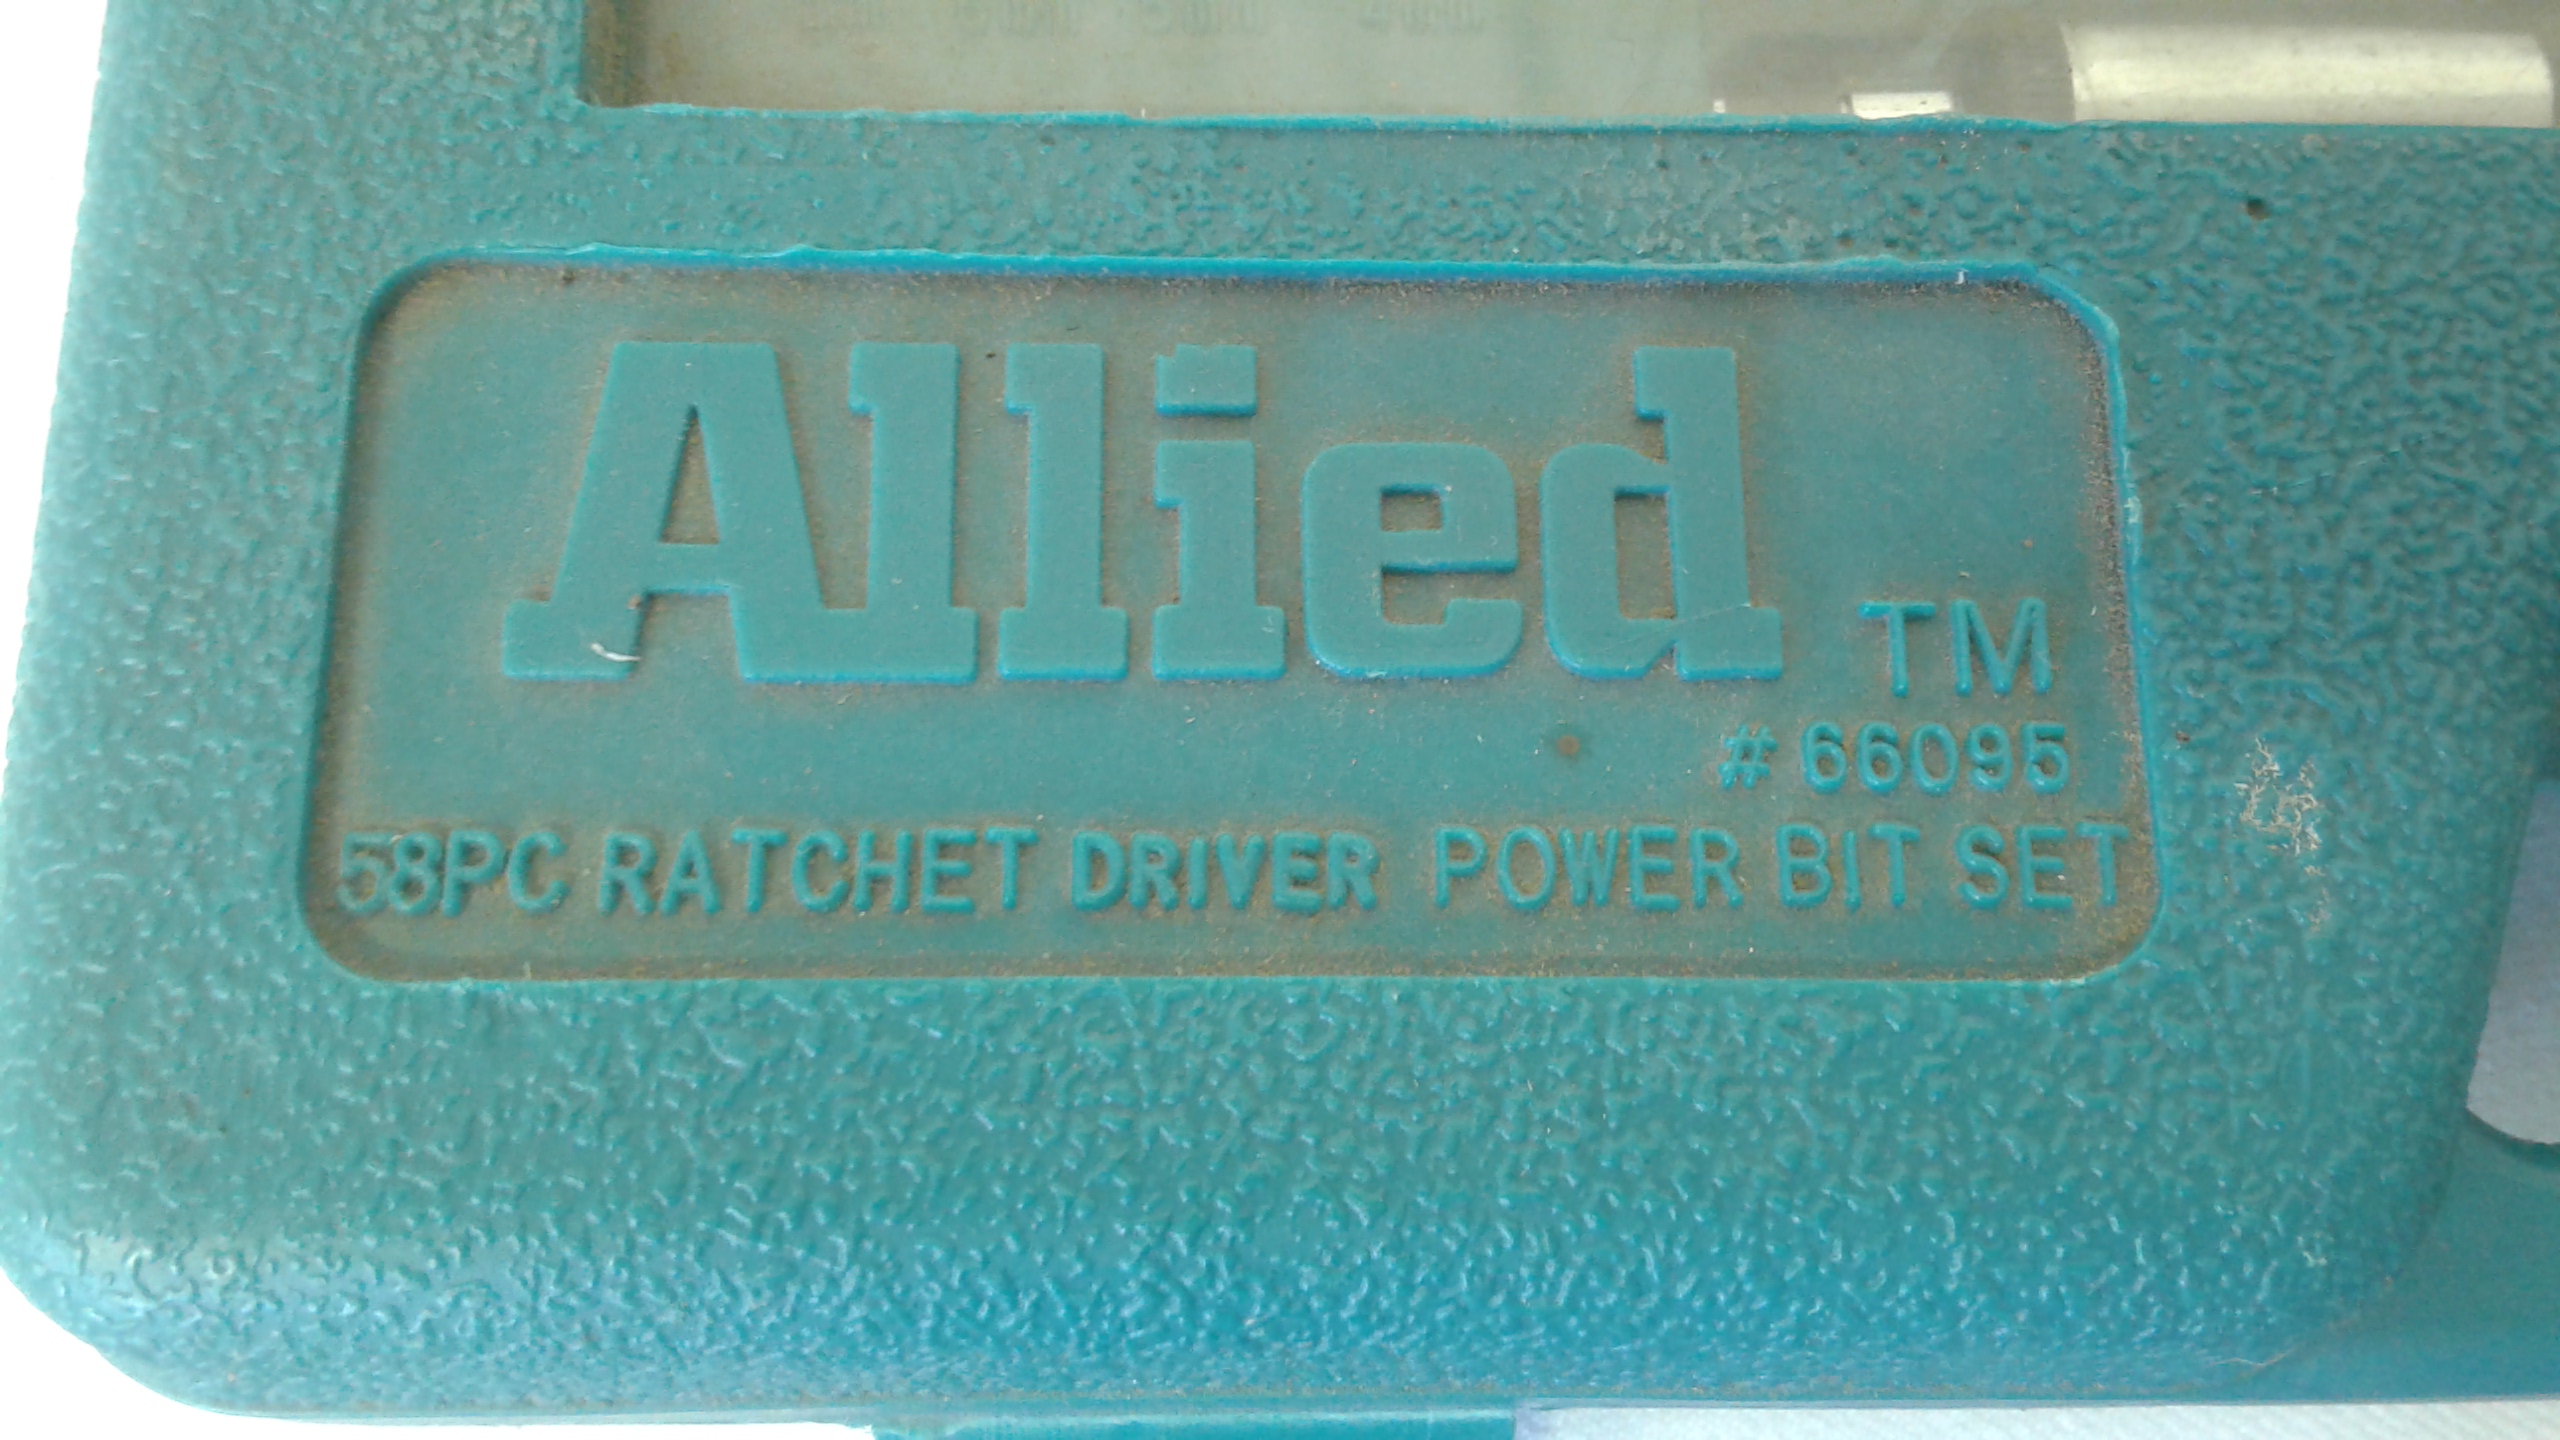 Allied TM
# 66095
58PC RATCHET DRIVER POWER BIT SET